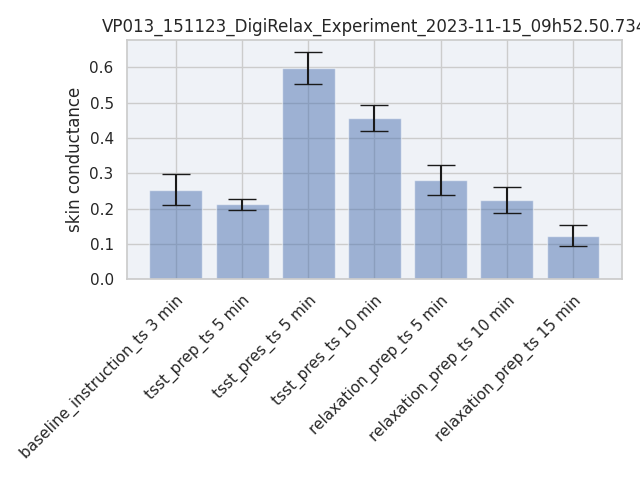 VP013_151123_DigiRelax_Experiment_2023-11-15_09h52.50.734
skin conductance
0.6
0.5
0.4
0.3
0.2
0.1
0.0
baseline_instruction_ts 3 min
tsst_prep_ts 5 min
tsst_pres_ts 5 min
tsst_pres_ts 10 min
relaxation_prep_ts 5 min
relaxation_prep_ts 10 min
relaxation_prep_ts 15 min